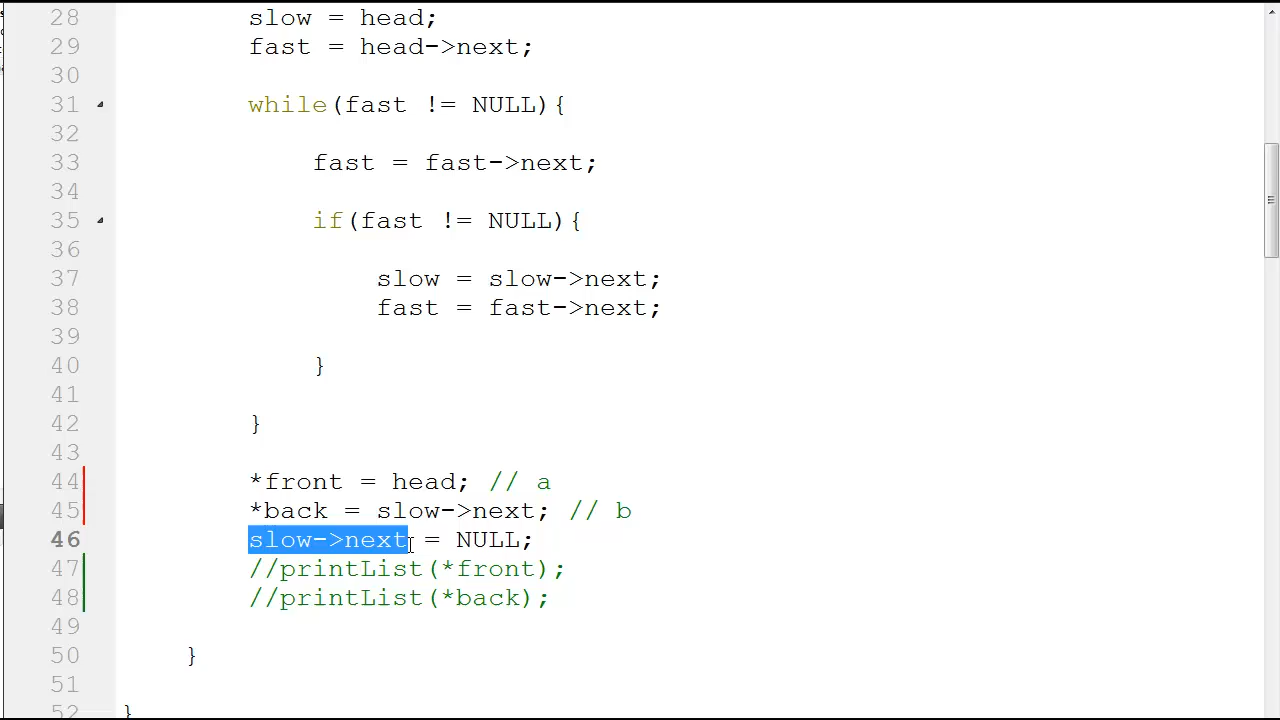 28 slow = head;
29 fast = head->next;
30
31 while(fast != NULL){
32
33 fast = fast->next;
34
35 if(fast != NULL){
36
37 slow = slow->next;
38 fast = fast->next;
39
40 }
41
42 }
43
44 *front = head; // a
45 *back = slow->next; // b
46 slow->next = NULL;
47 //printList(*front);
48 //printList(*back);
49
50 }
51
52 }